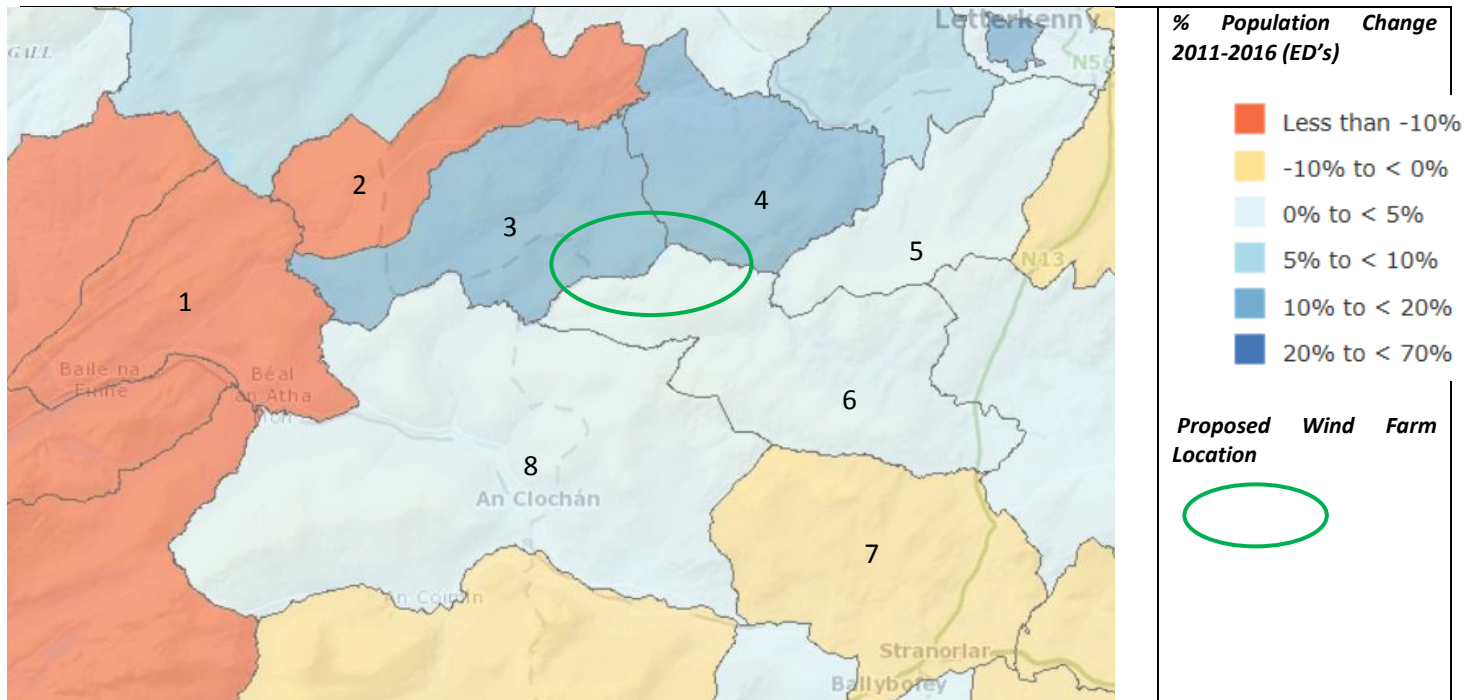 Letterkenny
GALL
N56
2
3
4
5
N13
1
Baile na
Finne
Béal
an Atha
Móir
6
8
An Clochán
7
An Coimín
Stranorlar
Ballybofey
% Population Change
2011-2016 (ED's)
Less than -10%
-10% to < 0%
0% to < 5%
5% to < 10%
10% to < 20%
20% to < 70%
Proposed Wind Farm
Location